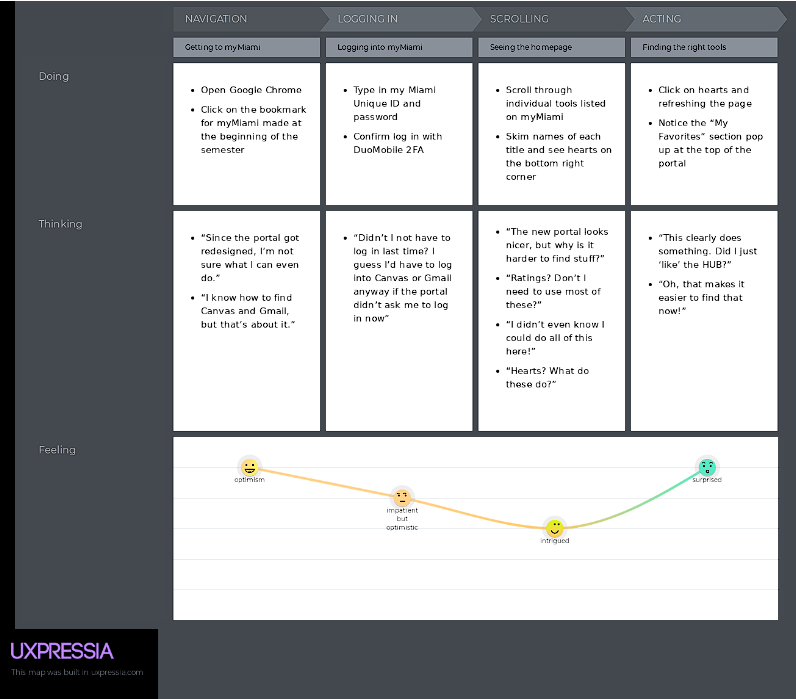 NAVIGATION
LOGGING IN
SCROLLING
ACTING
Getting to myMiami
Logging into myMiami
Seeing the homepage
Finding the right tools
Doing
• Open Google Chrome
• Click on the bookmark
for myMiami made at
the beginning of the
semester
• Type in my Miami
Unique ID and
password
• Confirm log in with
DuoMobile 2FA
• Scroll through
individual tools listed
on myMiami
• Skim names of each
title and see hearts on
the bottom right
corner
• Click on hearts and
refreshing the page
• Notice the “My
Favorites” section pop
up at the top of the
portal
Thinking
• “Since the portal got
redesigned, I’m not
sure what I can even
do.”
• “I know how to find
Canvas and Gmail,
but that’s about it.”
• “Didn’t I not have to
log in last time? I
guess I’d have to log
into Canvas or Gmail
anyway if the portal
didn’t ask me to log
in now”
• “The new portal looks
nicer, but why is it
harder to find stuff?”
• “Ratings? Don’t I
need to use most of
these?”
• “I didn’t even know I
could do all of this
here!”
• “Hearts? What do
these do?”
• “This clearly does
something. Did I just
‘like’ the HUB?”
• “Oh, that makes it
easier to find that
now!”
Feeling
optimism
impatient
but
optimistic
intrigued
surprised
UXPRESSIA
This map was built in uxpressia.com